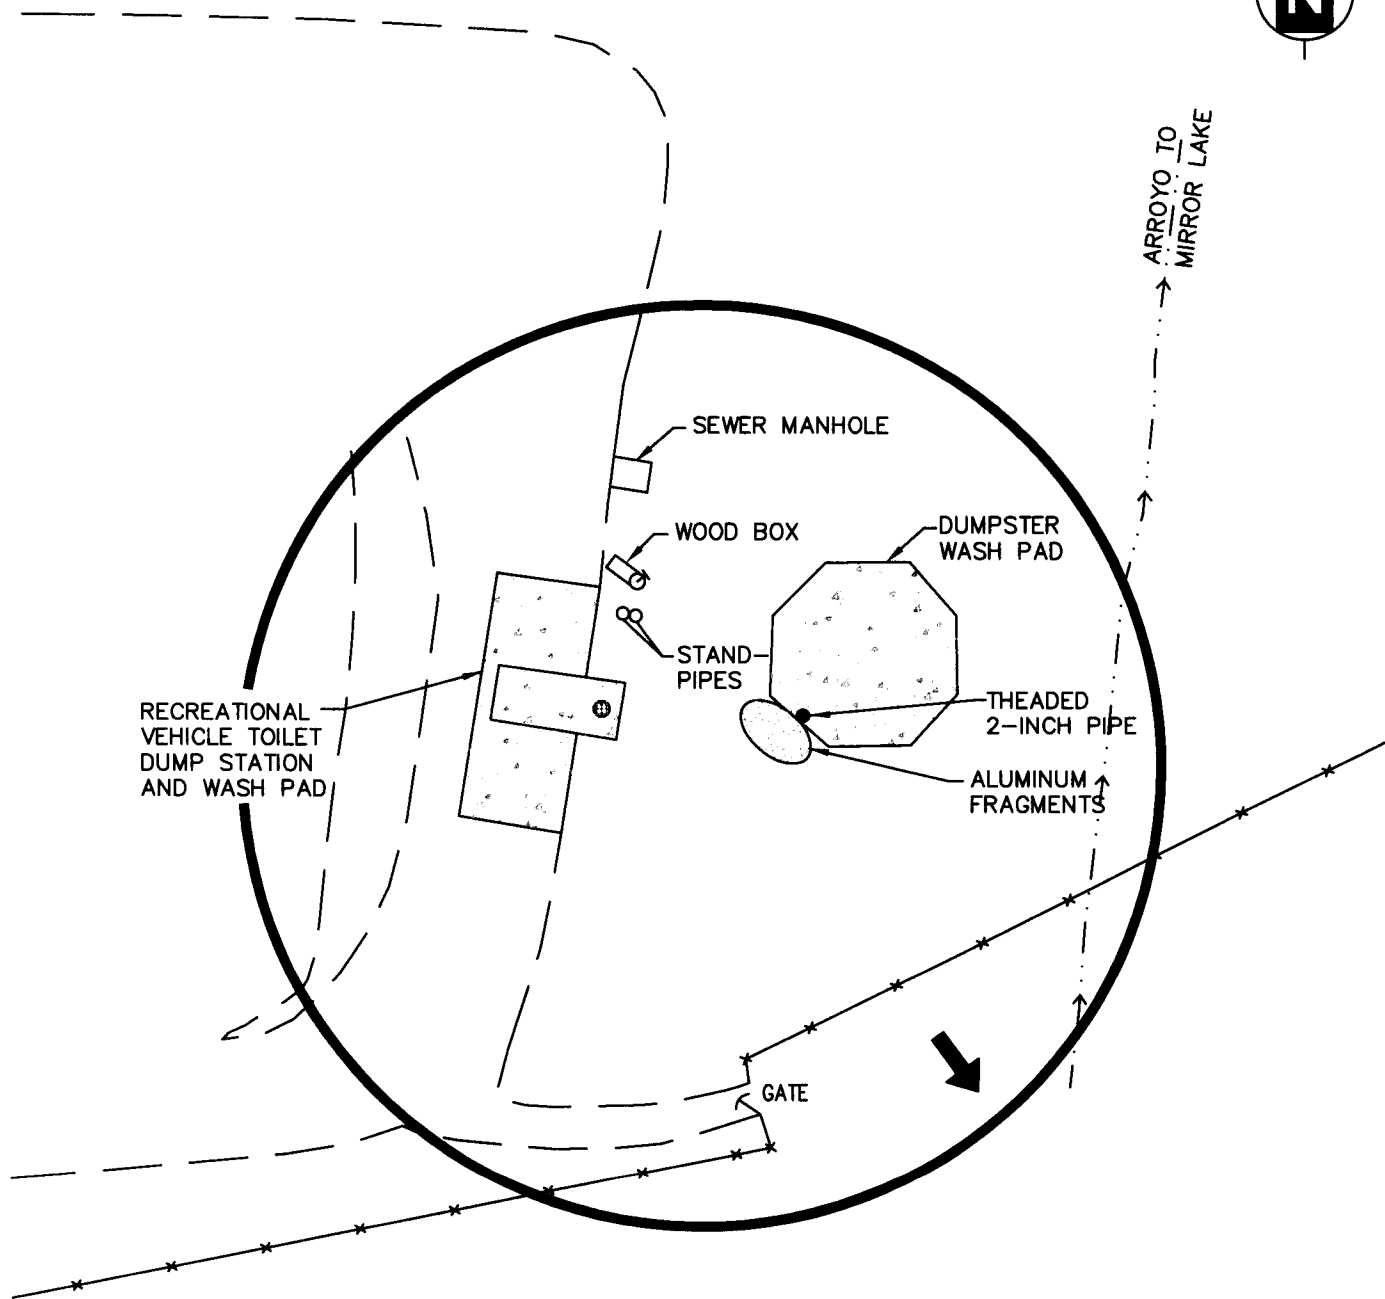 N
ARROYO TO
MIRROR LAKE
SEWER MANHOLE
WOOD BOX
DUMPSTER
WASH PAD
STAND-
PIPES
RECREATIONAL
VEHICLE TOILET
DUMP STATION
AND WASH PAD
THEADED
2-INCH PIPE
ALUMINUM
FRAGMENTS
GATE